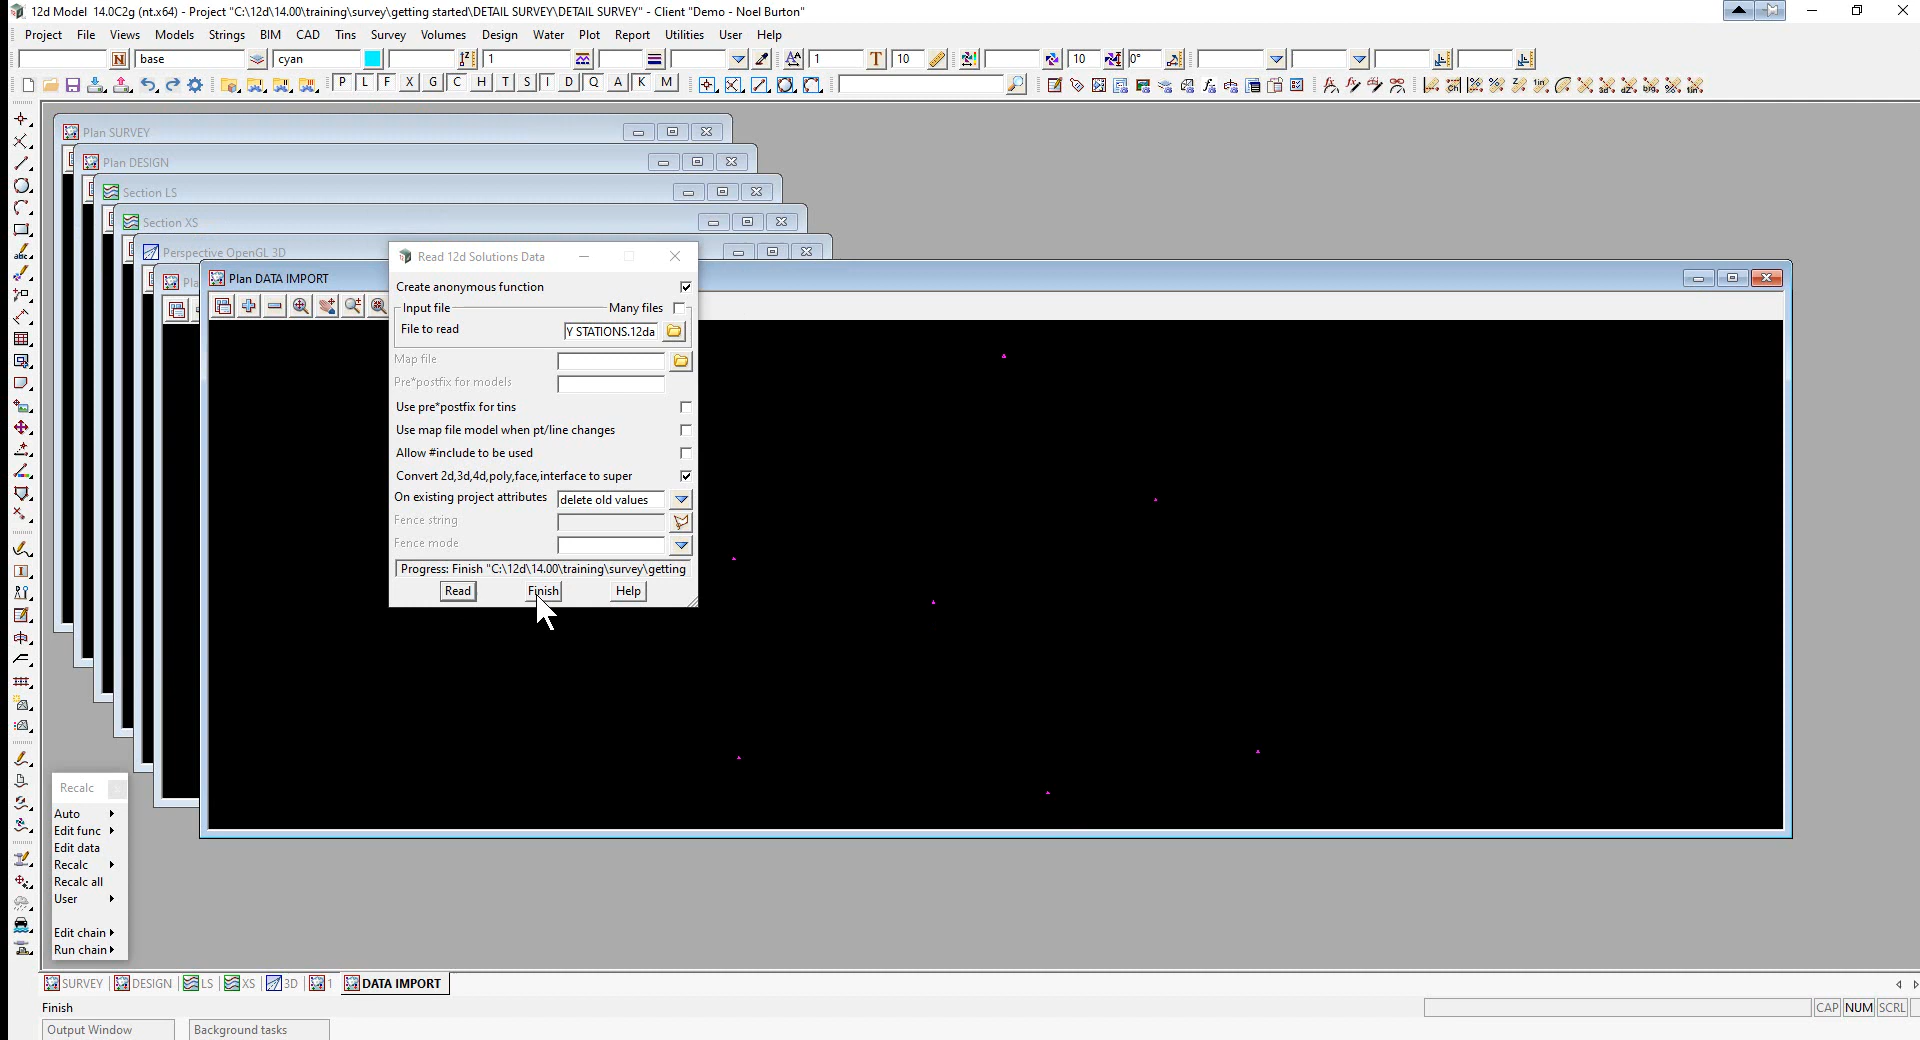 12d Model 14.0C2g (nt.x64) - Project "C:\12d\14.00\training\survey\getting started\DETAIL SURVEY\DETAIL SURVEY" - Client "Demo - Noel Burton"
Project File Views Models Strings BIM CAD Tins Survey Volumes Design Water Plot Report Utilities User Help
base cyan 1 1 10 10 0°
P L F X G C H T S I D Q A K M
Plan SURVEY
Plan DESIGN
Section LS
Section XS
Perspective OpenGL 3D
Plan DATA IMPORT
Read 12d Solutions Data
Create anonymous function
Input file Many files
File to read Y STATIONS.12da
Map file
Pre*postfix for models
Use pre*postfix for tins
Use map file model when pt/line changes
Allow #include to be used
Convert 2d,3d,4d,poly,face,interface to super
On existing project attributes delete old values
Fence string
Fence mode
Progress: Finish "C:\12d\14.00\training\survey\getting
Read Finish Help
Recalc
Auto
Edit func
Edit data
Recalc
Recalc all
User
Edit chain
Run chain
SURVEY DESIGN LS XS 3D 1 DATA IMPORT
Finish CAP NUM SCRL
Output Window Background tasks